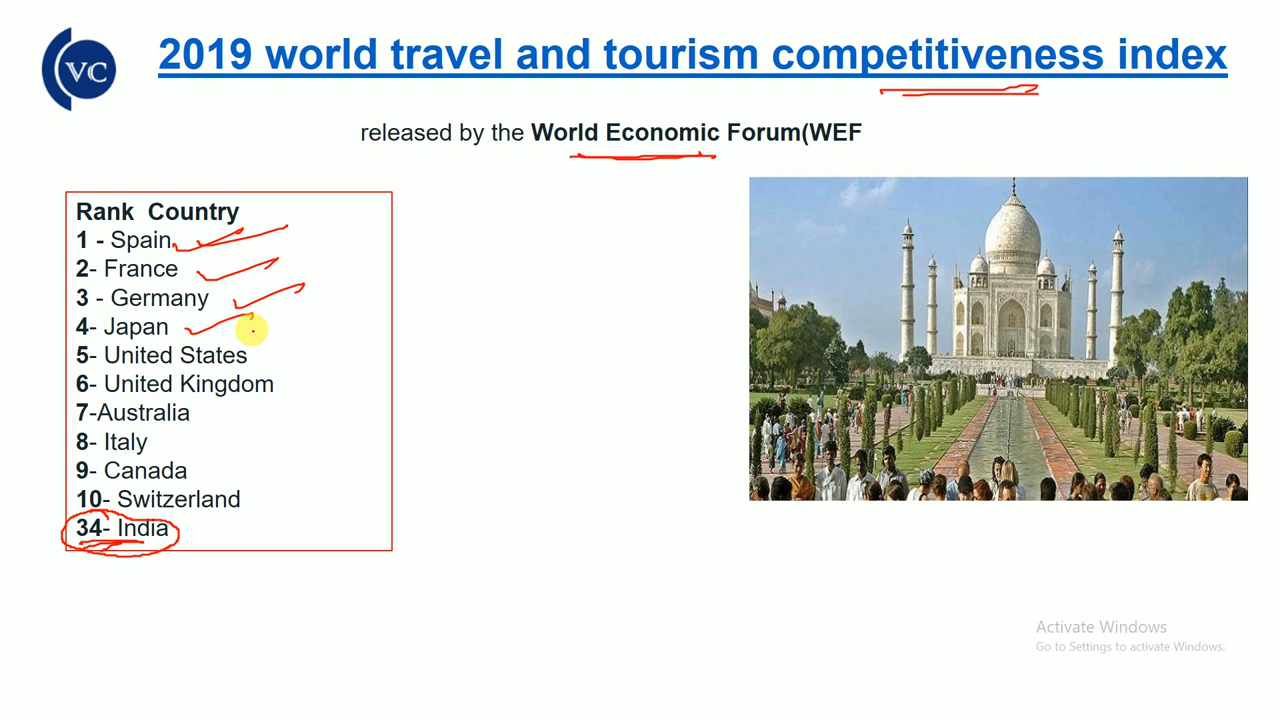 VC
2019 world travel and tourism competitiveness index
released by the World Economic Forum(WEF
Rank Country
1 - Spain
2- France
3 - Germany
4- Japan
5- United States
6- United Kingdom
7-Australia
8- Italy
9- Canada
10- Switzerland
34- India
Activate Windows
Go to Settings to activate Windows.